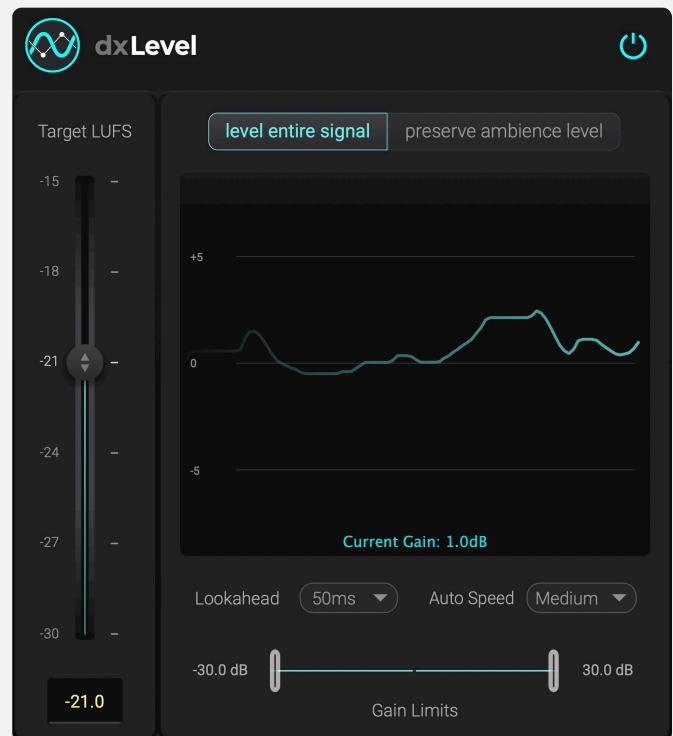 dxLevel
Target LUFS
-15
-18
-21
-24
-27
-30
-21.0
level entire signal
preserve ambience level
+5
0
-5
Current Gain: 1.0dB
Lookahead
50ms
Auto Speed
Medium
-30.0 dB
30.0 dB
Gain Limits